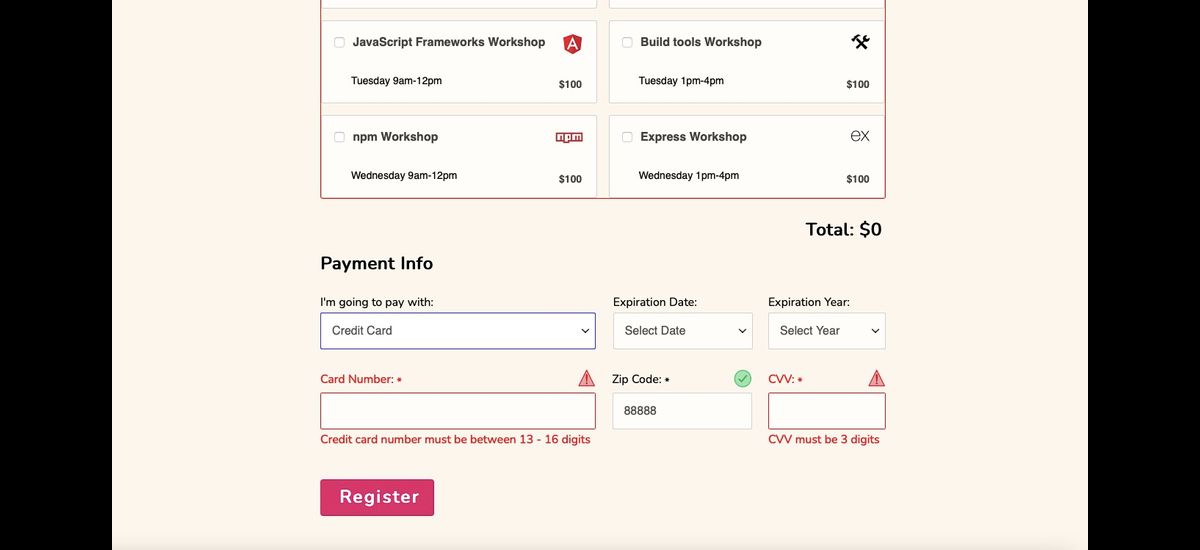 JavaScript Frameworks Workshop
A
Tuesday 9am-12pm
$100
Build tools Workshop
Tuesday 1pm-4pm
$100
npm Workshop
npm
Wednesday 9am-12pm
$100
Express Workshop
ex
Wednesday 1pm-4pm
$100
Total: $0
Payment Info
I'm going to pay with:
Credit Card
Expiration Date:
Select Date
Expiration Year:
Select Year
Card Number: *
Credit card number must be between 13 - 16 digits
Zip Code: *
88888
CVV: *
CVV must be 3 digits
Register